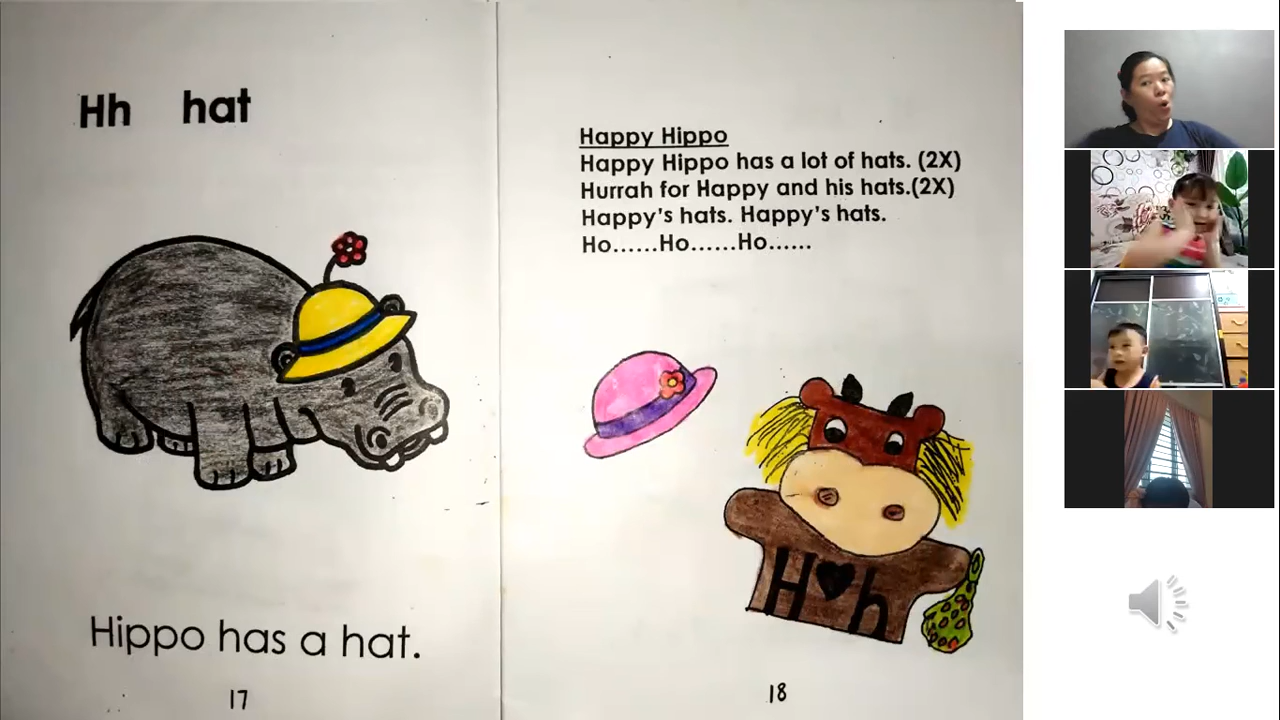 Hh hat
Hippo has a hat.
17
Happy Hippo
Happy Hippo has a lot of hats. (2X)
Hurrah for Happy and his hats.(2X)
Happy's hats. Happy's hats.
Ho......Ho......Ho......
H h
18